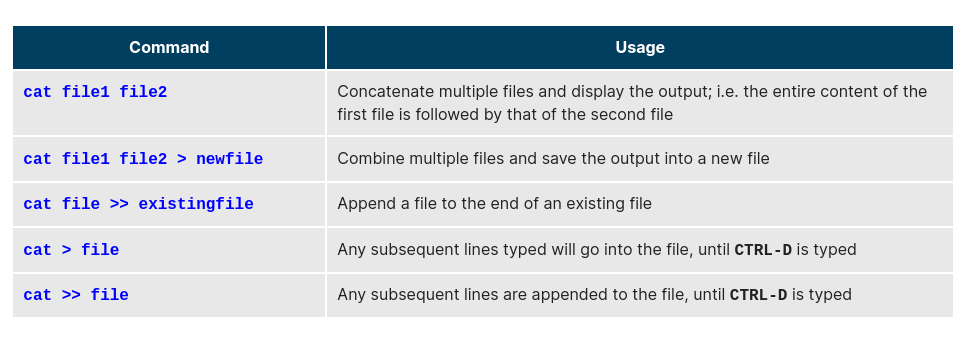 Command Usage
cat file1 file2 Concatenate multiple files and display the output; i.e. the entire content of the
first file is followed by that of the second file
cat file1 file2 > newfile Combine multiple files and save the output into a new file
cat file >> existingfile Append a file to the end of an existing file
cat > file Any subsequent lines typed will go into the file, until CTRL-D is typed
cat >> file Any subsequent lines are appended to the file, until CTRL-D is typed